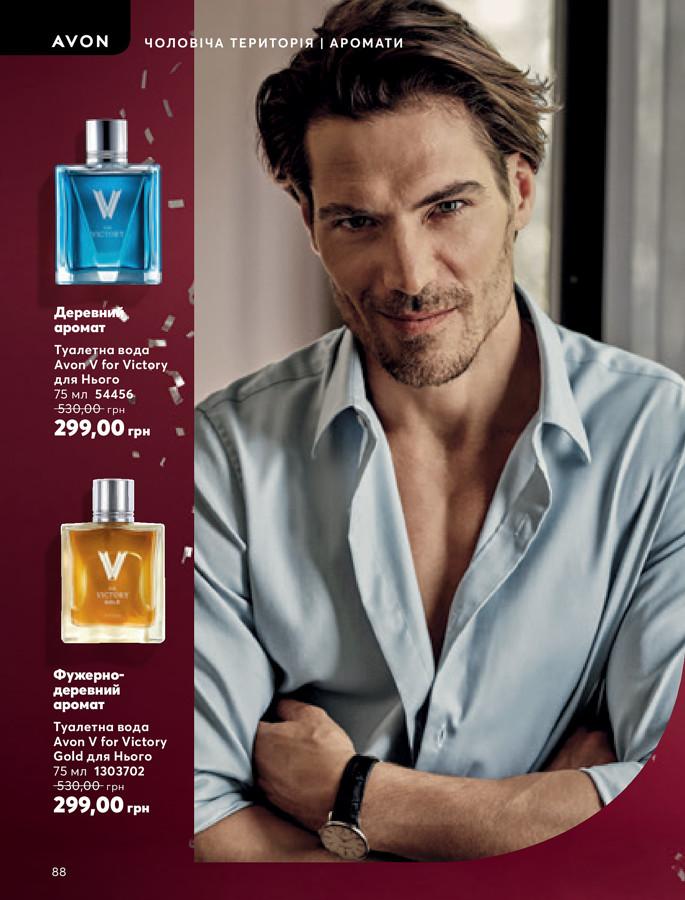 AVON
ЧОЛОВІЧА ТЕРИТОРІЯ | АРОМАТИ
V
VICTORY
Деревний
аромат
Туалетна вода
Avon V for Victory
для Нього
75 мл 54456
530,00 грн
299,00 грн
V
VICTORY
GOLD
Фужерно-
деревний
аромат
Туалетна вода
Avon V for Victory
Gold для Нього
75 мл 1303702
530,00 грн
299,00 грн
88